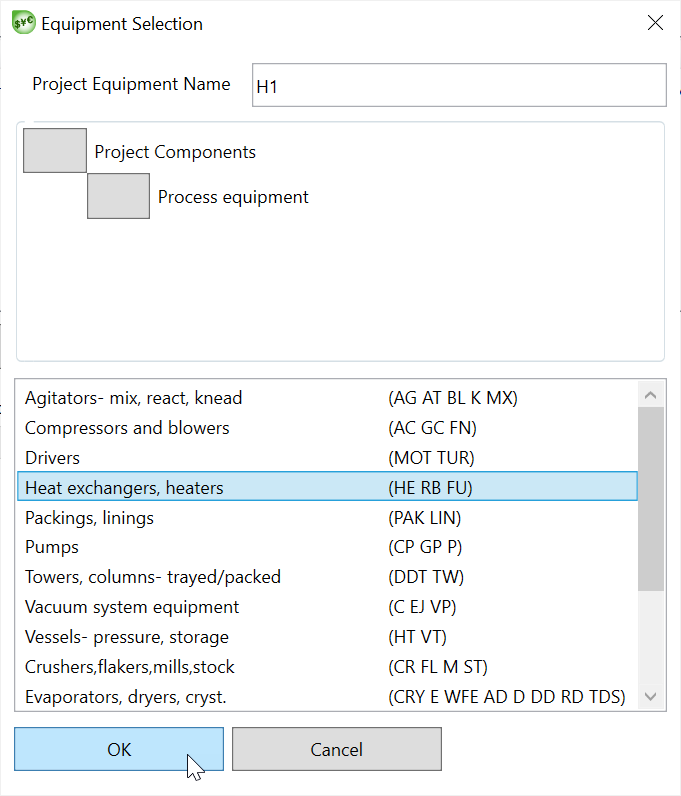 $¥€ Equipment Selection
Project Equipment Name H1
Project Components
Process equipment
Agitators- mix, react, knead (AG AT BL K MX)
Compressors and blowers (AC GC FN)
Drivers (MOT TUR)
Heat exchangers, heaters (HE RB FU)
Packings, linings (PAK LIN)
Pumps (CP GP P)
Towers, columns- trayed/packed (DDT TW)
Vacuum system equipment (C EJ VP)
Vessels- pressure, storage (HT VT)
Crushers,flakers,mills,stock (CR FL M ST)
Evaporators, dryers, cryst. (CRY E WFE AD D DD RD TDS)
OK Cancel